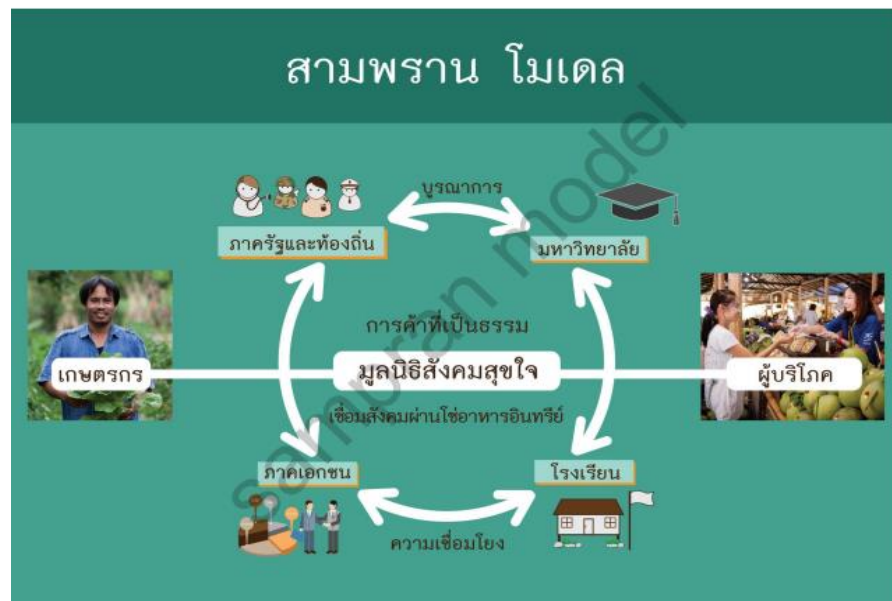 สามพราน โมเดล
บูรณาการ
ภาครัฐและท้องถิ่น
มหาวิทยาลัย
การค้าที่เป็นธรรม
เกษตรกร
มูลนิธิสังคมสุขใจ
ผู้บริโภค
เชื่อมสังคมผ่านโซ่อาหารอินทรีย์
ภาคเอกชน
โรงเรียน
ความเชื่อมโยง
sampran model